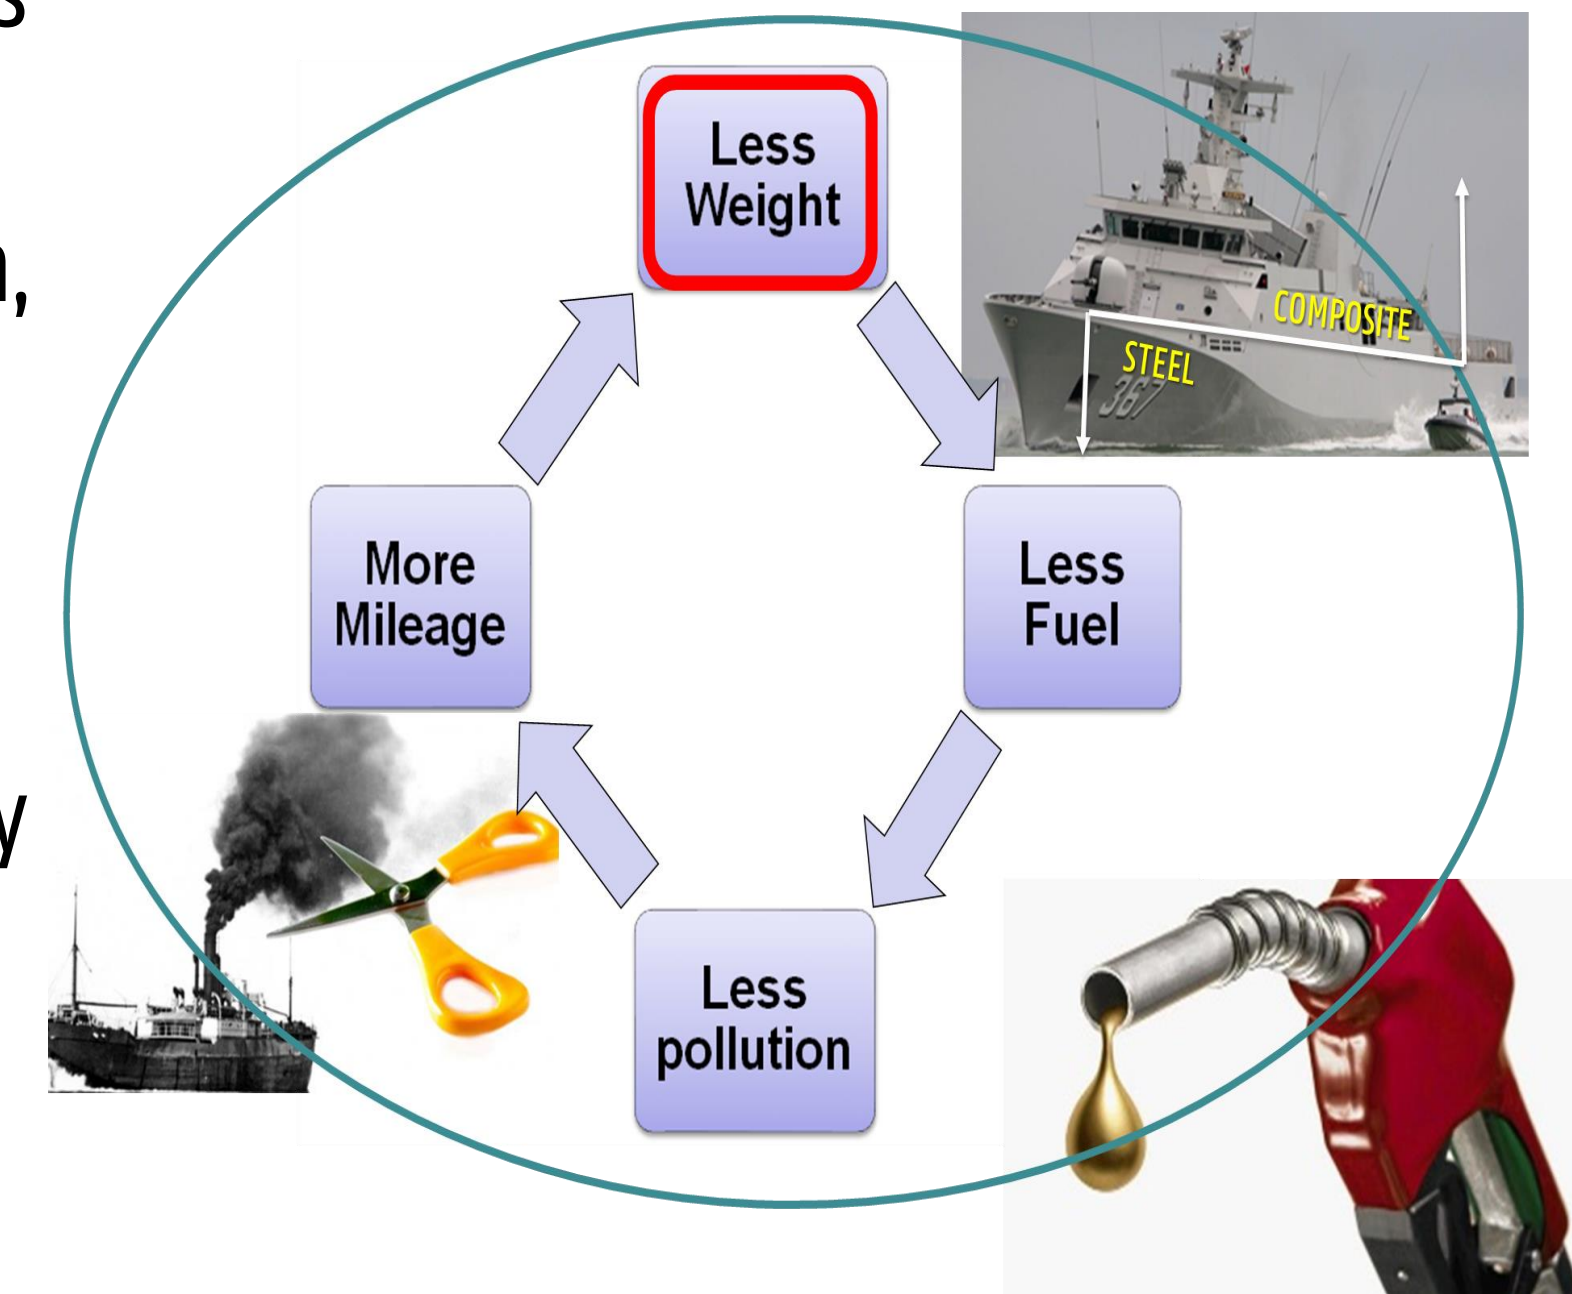 s
,
y
Less
Weight
COMPOSITE
STEEL
367
More
Mileage
Less
Fuel
Less
pollution